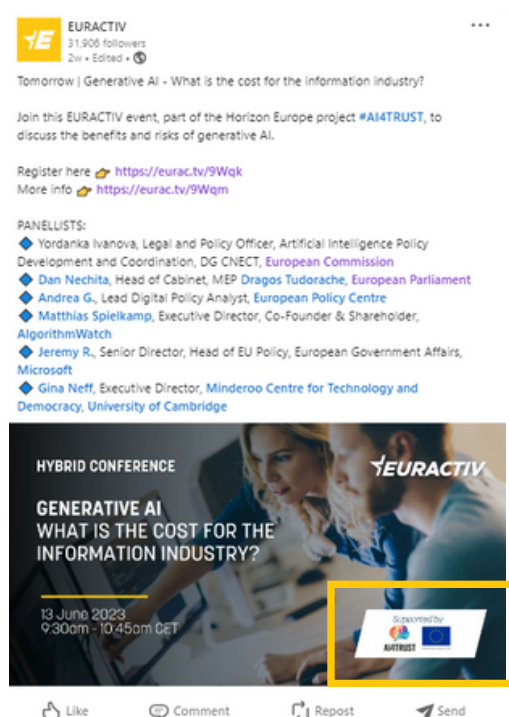 EURACTIV
31,906 followers
2w • Edited •
Tomorrow | Generative AI - What is the cost for the information industry?
Join this EURACTIV event, part of the Horizon Europe project #AI4TRUST, to
discuss the benefits and risks of generative AI.
Register here 👉 https://eurac.tv/9Wqk
More info 👉 https://eurac.tv/9Wqm
PANELLISTS:
🔷 Yordanka Ivanova, Legal and Policy Officer, Artificial Intelligence Policy
Development and Coordination, DG CNECT, European Commission
🔷 Dan Nechita, Head of Cabinet, MEP Dragos Tudorache, European Parliament
🔷 Andrea G., Lead Digital Policy Analyst, European Policy Centre
🔷 Matthias Spielkamp, Executive Director, Co-Founder & Shareholder,
AlgorithmWatch
🔷 Jeremy R., Senior Director, Head of EU Policy, European Government Affairs,
Microsoft
🔷 Gina Neff, Executive Director, Minderoo Centre for Technology and
Democracy, University of Cambridge
HYBRID CONFERENCE
EURACTIV
GENERATIVE AI
WHAT IS THE COST FOR THE
INFORMATION INDUSTRY?
13 June 2023
9:30am - 10:45am CET
Supported by
AI4TRUST
Like
Comment
Repost
Send